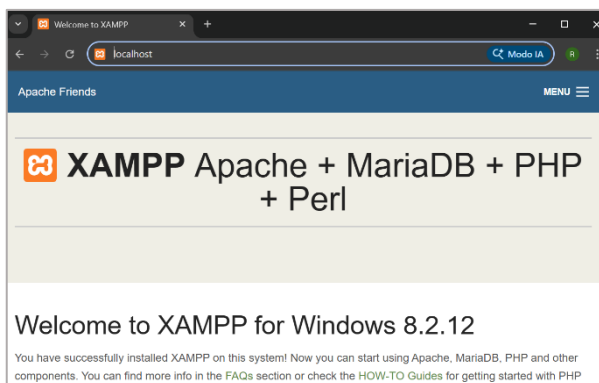 Welcome to XAMPP
localhost
Modo IA
R
Apache Friends
MENU
XAMPP Apache + MariaDB + PHP
+ Perl
Welcome to XAMPP for Windows 8.2.12
You have successfully installed XAMPP on this system! Now you can start using Apache, MariaDB, PHP and other
components. You can find more info in the FAQs section or check the HOW-TO Guides for getting started with PHP